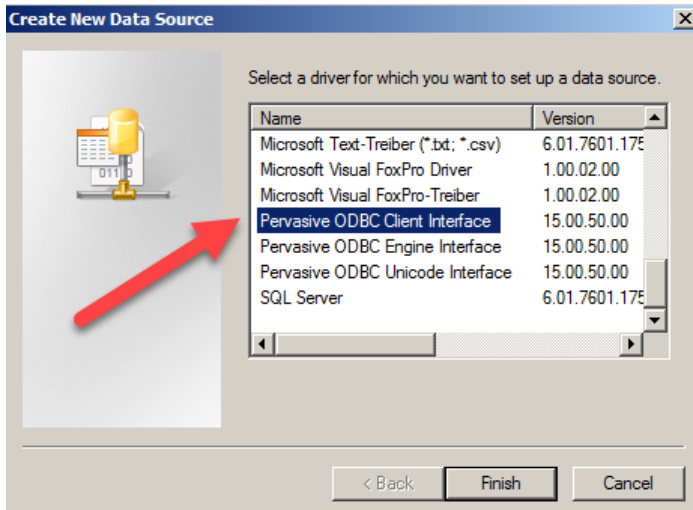 Create New Data Source
Select a driver for which you want to set up a data source.
Name Version
Microsoft Text-Treiber (*.txt; *.csv) 6.01.7601.175
Microsoft Visual FoxPro Driver 1.00.02.00
Microsoft Visual FoxPro-Treiber 1.00.02.00
Pervasive ODBC Client Interface 15.00.50.00
Pervasive ODBC Engine Interface 15.00.50.00
Pervasive ODBC Unicode Interface 15.00.50.00
SQL Server 6.01.7601.175
< Back Finish Cancel